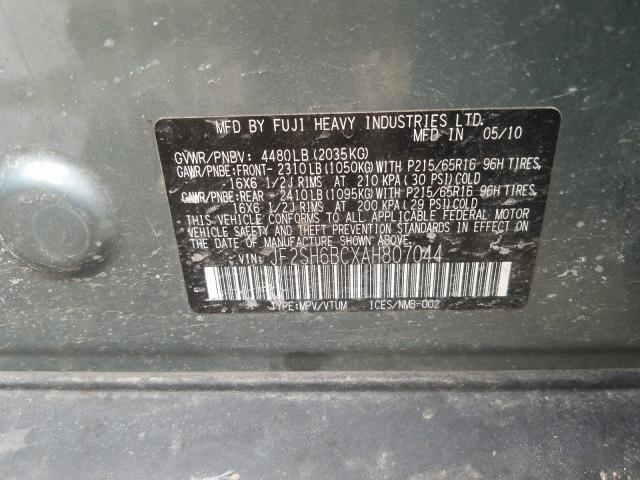 MFD BY FUJI HEAVY INDUSTRIES LTD.
MFD IN 05/10
GVWR/PNBV: 4480LB(2035KG)
GAWR/PNBE:FRONT-2310LB(1050KG)WITH P215/65R16 96H TIRES,
16X6 1/2J RIMS AT 210 KPA(30 PSI)COLD
GAWR/PNBE:REAR -2410LB(1095KG)WITH P215/65R16 96H TIRES,
16X6 1/2J RIMS AT 200 KPA(29 PSI)COLD
THIS VEHICLE CONFORMS TO ALL APPLICABLE FEDERAL MOTOR
VEHICLE SAFETY AND THEFT PREVENTION STANDARDS IN EFFECT ON
THE DATE OF MANUFACTURE SHOWN ABOVE.
VIN: JF2SH6BCXAH807044
TYPE:MPV/VTUM ICES/NMB-002